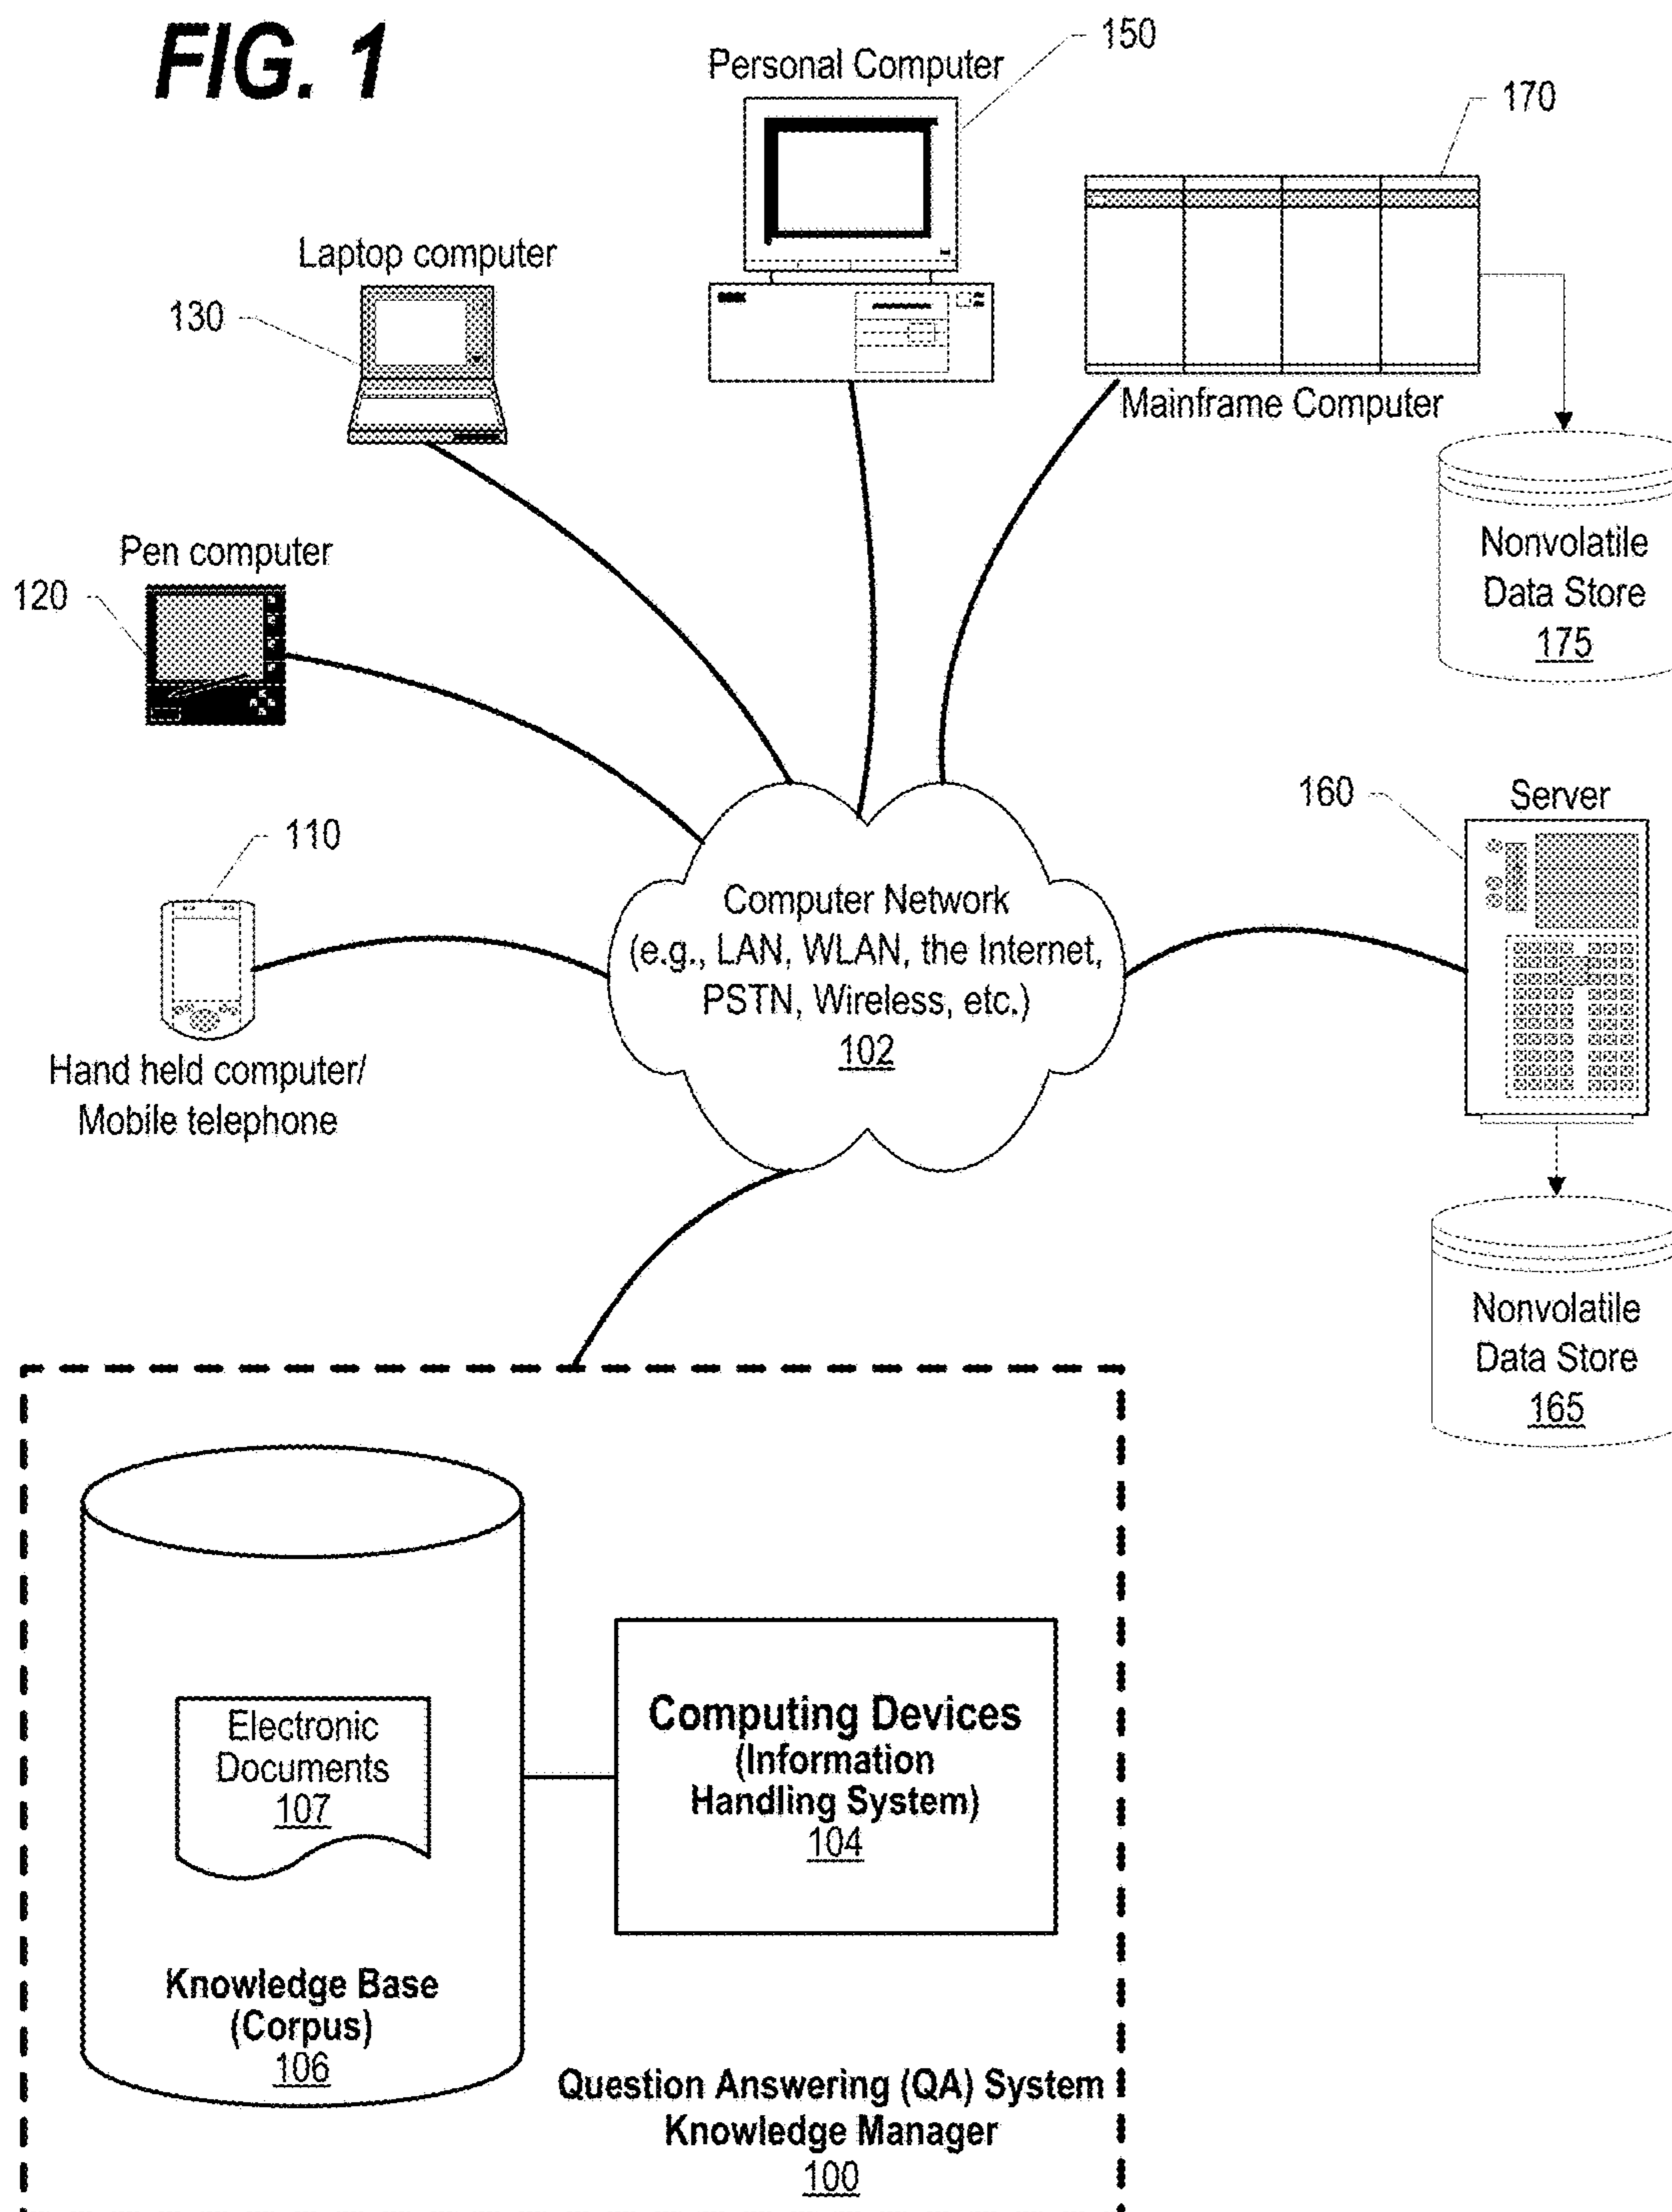 FIG. 1
150
Personal Computer
170
Laptop computer
130
Mainframe Computer
Nonvolatile
Data Store
175
Pen computer
120
160
Server
110
Computer Network
(e.g., LAN, WLAN, the Internet,
PSTN, Wireless, etc.)
102
Hand held computer/
Mobile telephone
Nonvolatile
Data Store
165
Electronic
Documents
107
Computing Devices
(Information
Handling System)
104
Knowledge Base
(Corpus)
106
Question Answering (QA) System
Knowledge Manager
100